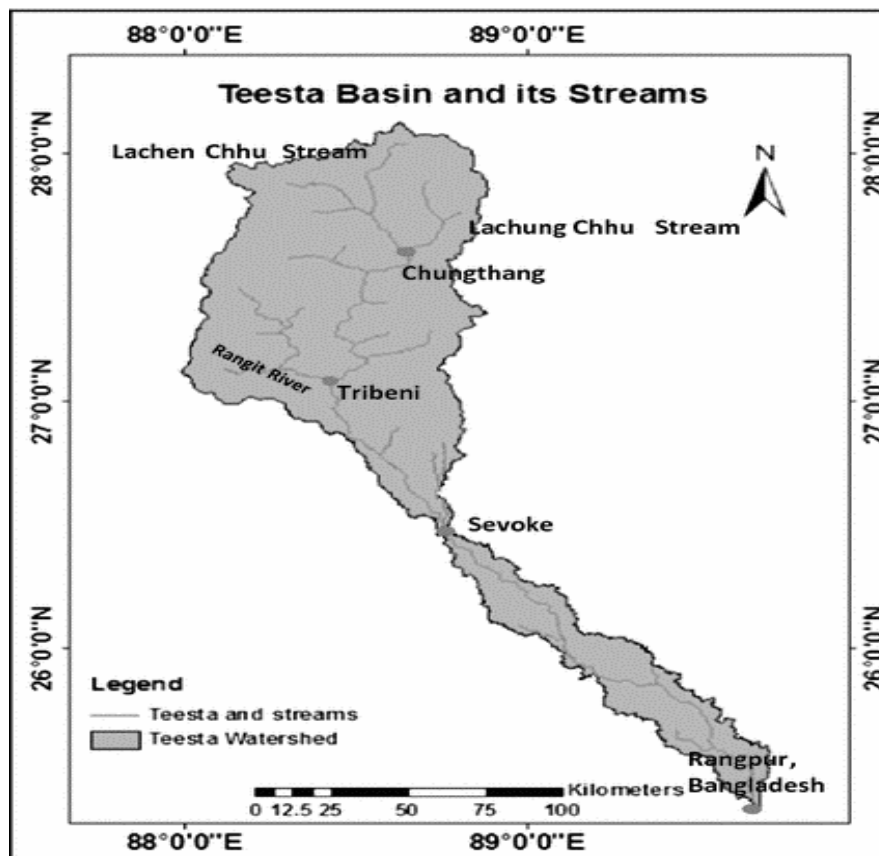 88°0'0"E 89°0'0"E
Teesta Basin and its Streams
28°0'0"N
28°0'0"N
Lachen Chhu Stream
N
Lachung Chhu Stream
Chungthang
Rangit River
Tribeni
27°0'0"N
27°0'0"N
Sevoke
26°0'0"N
26°0'0"N
Legend
Teesta and streams
Teesta Watershed
Rangpur,
Bangladesh
Kilometers
0 12.5 25 50 75 100
88°0'0"E 89°0'0"E